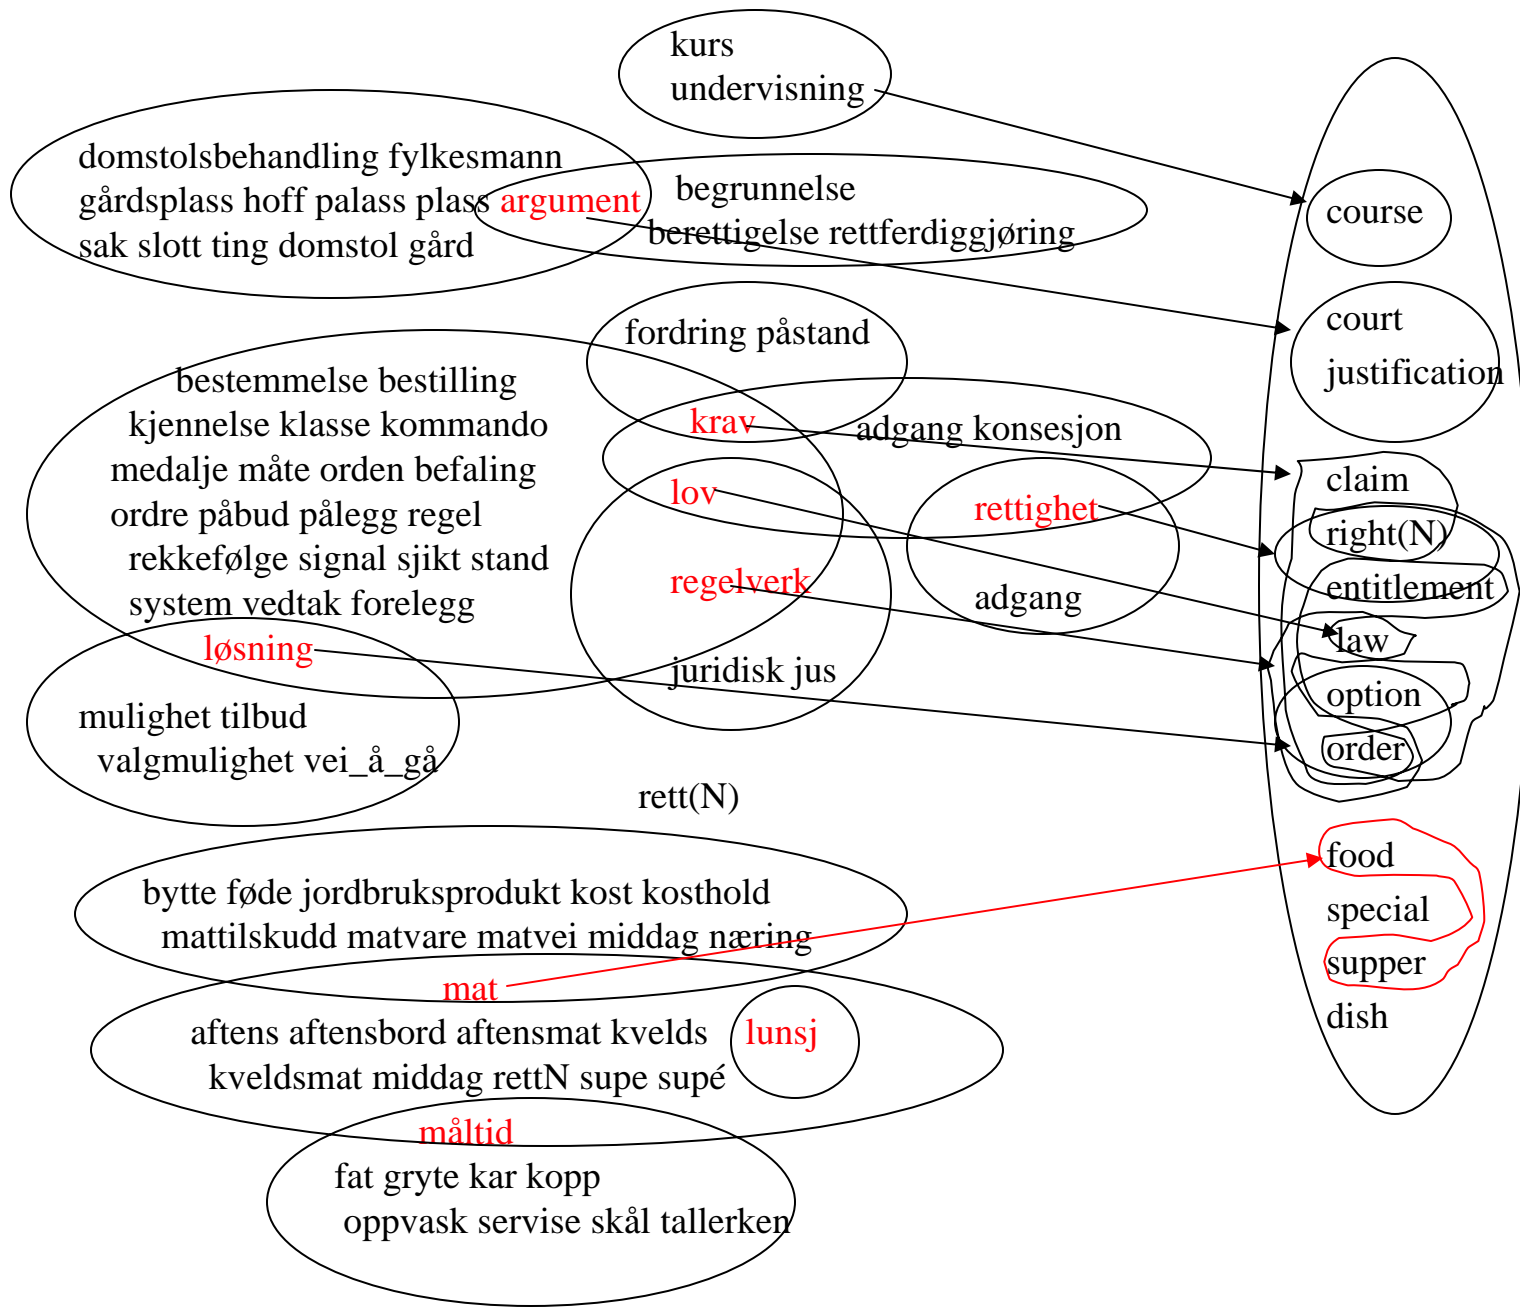 kurs
undervisning
domstolsbehandling fylkesmann
gårdsplass hoff palass plass argument
sak slott ting domstol gård
begrunnelse
berettigelse rettferdiggjøring
fordring påstand
bestemmelse bestilling
kjennelse klasse kommando
medalje måte orden befaling
ordre påbud pålegg regel
rekkefølge signal sjikt stand
system vedtak forelegg
løsning
mulighet tilbud
valgmulighet vei_å_gå
krav
adgang konsesjon
lov
rettighet
regelverk
adgang
juridisk jus
rett(N)
bytte føde jordbruksprodukt kost kosthold
mattilskudd matvare matvei middag næring
mat
aftens aftensbord aftensmat kvelds lunsj
kveldsmat middag rettN supe supé
måltid
fat gryte kar kopp
oppvask servise skål tallerken
course
court
justification
claim
right(N)
entitlement
law
option
order
food
special
supper
dish